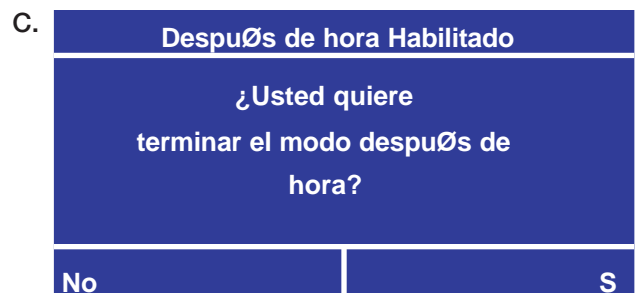 C.
DespuØs de hora Habilitado
¿Usted quiere
terminar el modo despuØs de
hora?
No S